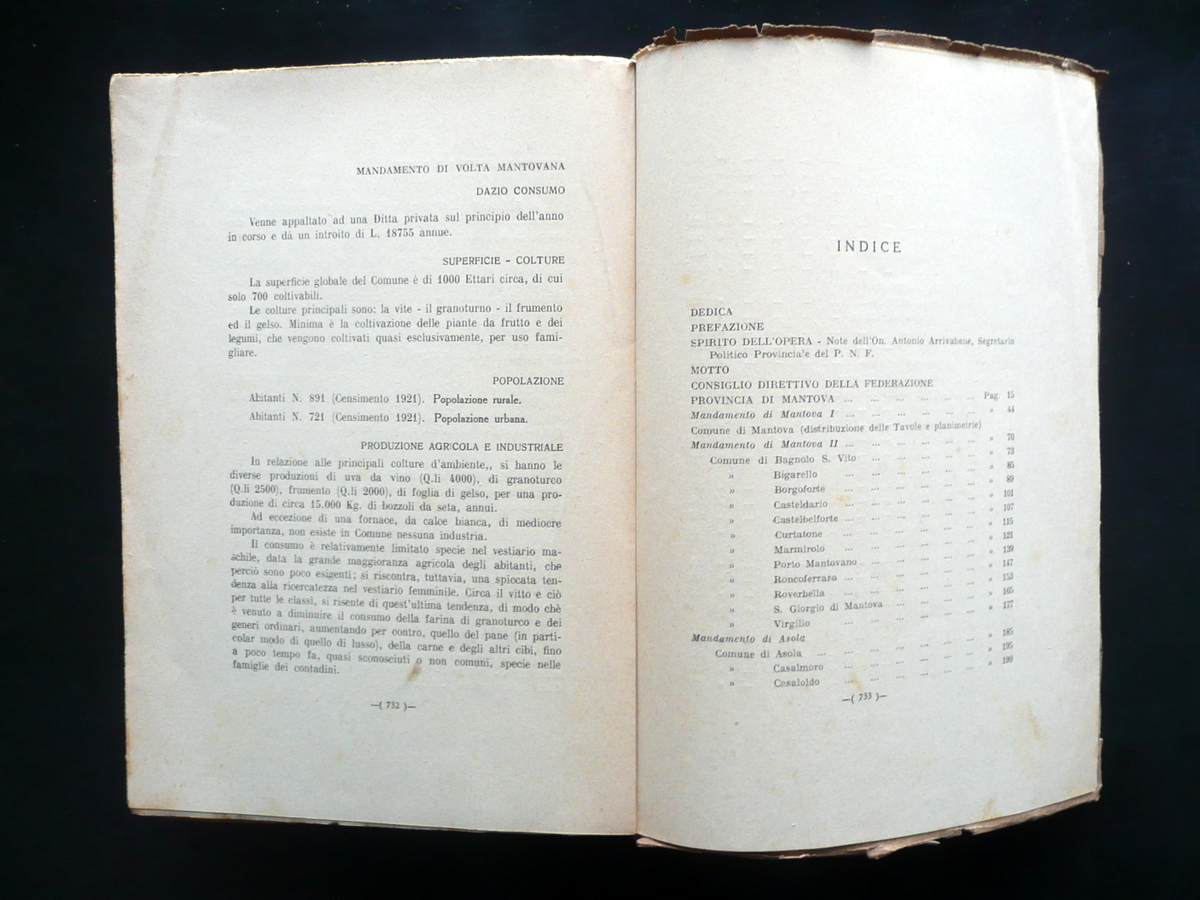 MANDAMENTO DI VOLTA MANTOVANA
DAZIO CONSUMO
Venne appaltato ad una Ditta privata sul principio dell'anno
in corso e dà un introito di L. 18755 annue.
SUPERFICIE - COLTURE
La superficie globale del Comune è di 1000 Ettari circa, di cui
solo 700 coltivabili.
Le colture principali sono: la vite - il granoturno - il frumento
ed il gelso. Minima è la coltivazione delle piante da frutto e dei
legumi, che vengono coltivati quasi esclusivamente, per uso fami-
gliare.
POPOLAZIONE
Abitanti N. 891 (Censimento 1921). Popolazione rurale.
Abitanti N. 721 (Censimento 1921). Popolazione urbana.
PRODUZIONE AGRICOLA E INDUSTRIALE
In relazione alle principali colture d'ambiente,, si hanno le
diverse produzioni di uva da vino (Q.li 4000), di granoturco
(Q.li 2500), frumento (Q.li 2000), di foglia di gelso, per una pro-
duzione di circa 15.000 Kg. di bozzoli da seta, annui.
Ad eccezione di una fornace, da calce bianca, di mediocre
importanza, non esiste in Comune nessuna industria.
Il consumo è relativamente limitato specie nel vestiario ma-
schile, data la grande maggioranza agricola degli abitanti, che
perciò sono poco esigenti; si riscontra, tuttavia, una spiccata ten-
denza alla ricercatezza nel vestiario femminile. Circa il vitto e ciò
per tutte le classi, si risente di quest'ultima tendenza, di modo chè
è venuto a diminuire il consumo della farina di granoturco e dei
generi ordinari, aumentando per contro, quello del pane (in parti-
colar modo di quello di lusso), della carne e degli altri cibi, fino
a poco tempo fa, quasi sconosciuti o non comuni, specie nelle
famiglie dei contadini.
—( 732 )—
INDICE
DEDICA
PREFAZIONE
SPIRITO DELL'OPERA - Note dell'On. Antonio Arrivabene, Segretario
Politico Provincia'e del P. N. F.
MOTTO
CONSIGLIO DIRETTIVO DELLA FEDERAZIONE
PROVINCIA DI MANTOVA ... ... ... ... ... ... Pag. 15
Mandamento di Mantova I ... ... ... ... ... ... » 44
Comune di Mantova (distribuzione delle Tavole e planimetrie)
Mandamento di Mantova II ... ... ... ... ... ... » 70
Comune di Bagnolo S. Vito ... ... ... ... ... » 73
» Bigarello ... ... ... ... ... » 85
» Borgoforte ... ... ... ... ... » 89
» Casteldario ... ... ... ... ... » 101
» Castelbelforte ... ... ... ... ... » 107
» Curtatone ... ... ... ... ... » 115
» Marmirolo ... ... ... ... ... » 121
» Porto Mantovano ... ... ... ... » 139
» Roncoferraro ... ... ... ... ... » 147
» Roverbella ... ... ... ... ... » 153
» S. Giorgio di Mantova ... ... ... ... » 165
» Virgilio ... ... ... ... ... » 177
Mandamento di Asola
Comune di Asola ... ... ... ... ... ... » 185
» Casalmoro ... ... ... ... ... » 195
» Casaloldo ... ... ... ... ... » 199
—( 733 )—